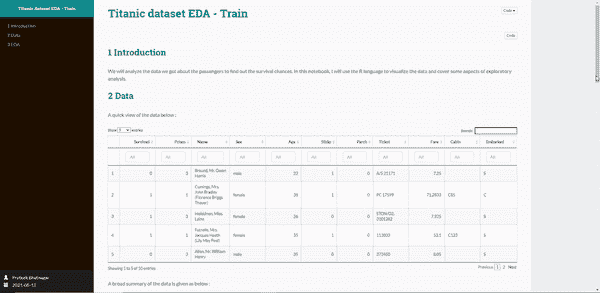 Titanic dataset EDA - Train
1 Introduction
2 Data
3 EDA
Titanic dataset EDA - Train
Code
Code
1 Introduction
We will analyze the data we got about the passengers to find out the survival chances. In this notebook, I will use the R language to visualize the data and cover some aspects of exploratory
analysis.
2 Data
A quick view of the data below :
Show 5 entries
Search:
Survived Pclass Name Sex Age SibSp Parch Ticket Fare Cabin Embarked
All All All All All All All All All All All
1 0 3 Braund, Mr. Owen Harris male 22 1 0 A/5 21171 7.25 S
2 1 1 Cumings, Mrs. John Bradley (Florence Briggs Thayer) female 38 1 0 PC 17599 71.2833 C85 C
3 1 3 Heikkinen, Miss. Laina female 26 0 0 STON/O2. 3101282 7.925 S
4 1 1 Futrelle, Mrs. Jacques Heath (Lily May Peel) female 35 1 0 113803 53.1 C123 S
5 0 3 Allen, Mr. William Henry male 35 0 0 373450 8.05 S
Showing 1 to 5 of 10 entries
Previous 1 2 Next
A broad summary of the data is given as below :
2021-05-12